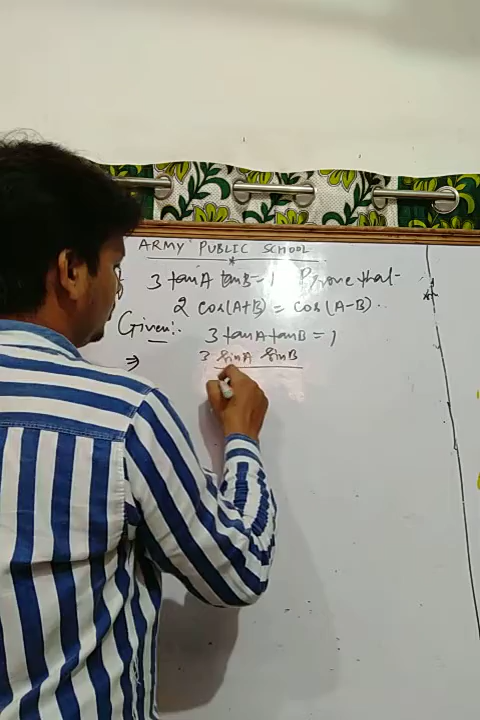 ARMY PUBLIC SCHOOL
3 tanA tanB = 1 Prove that
2 cos(A+B) = cos(A-B).
Given:- 3 tanA tanB = 1
⇒ 3 sinA sinB